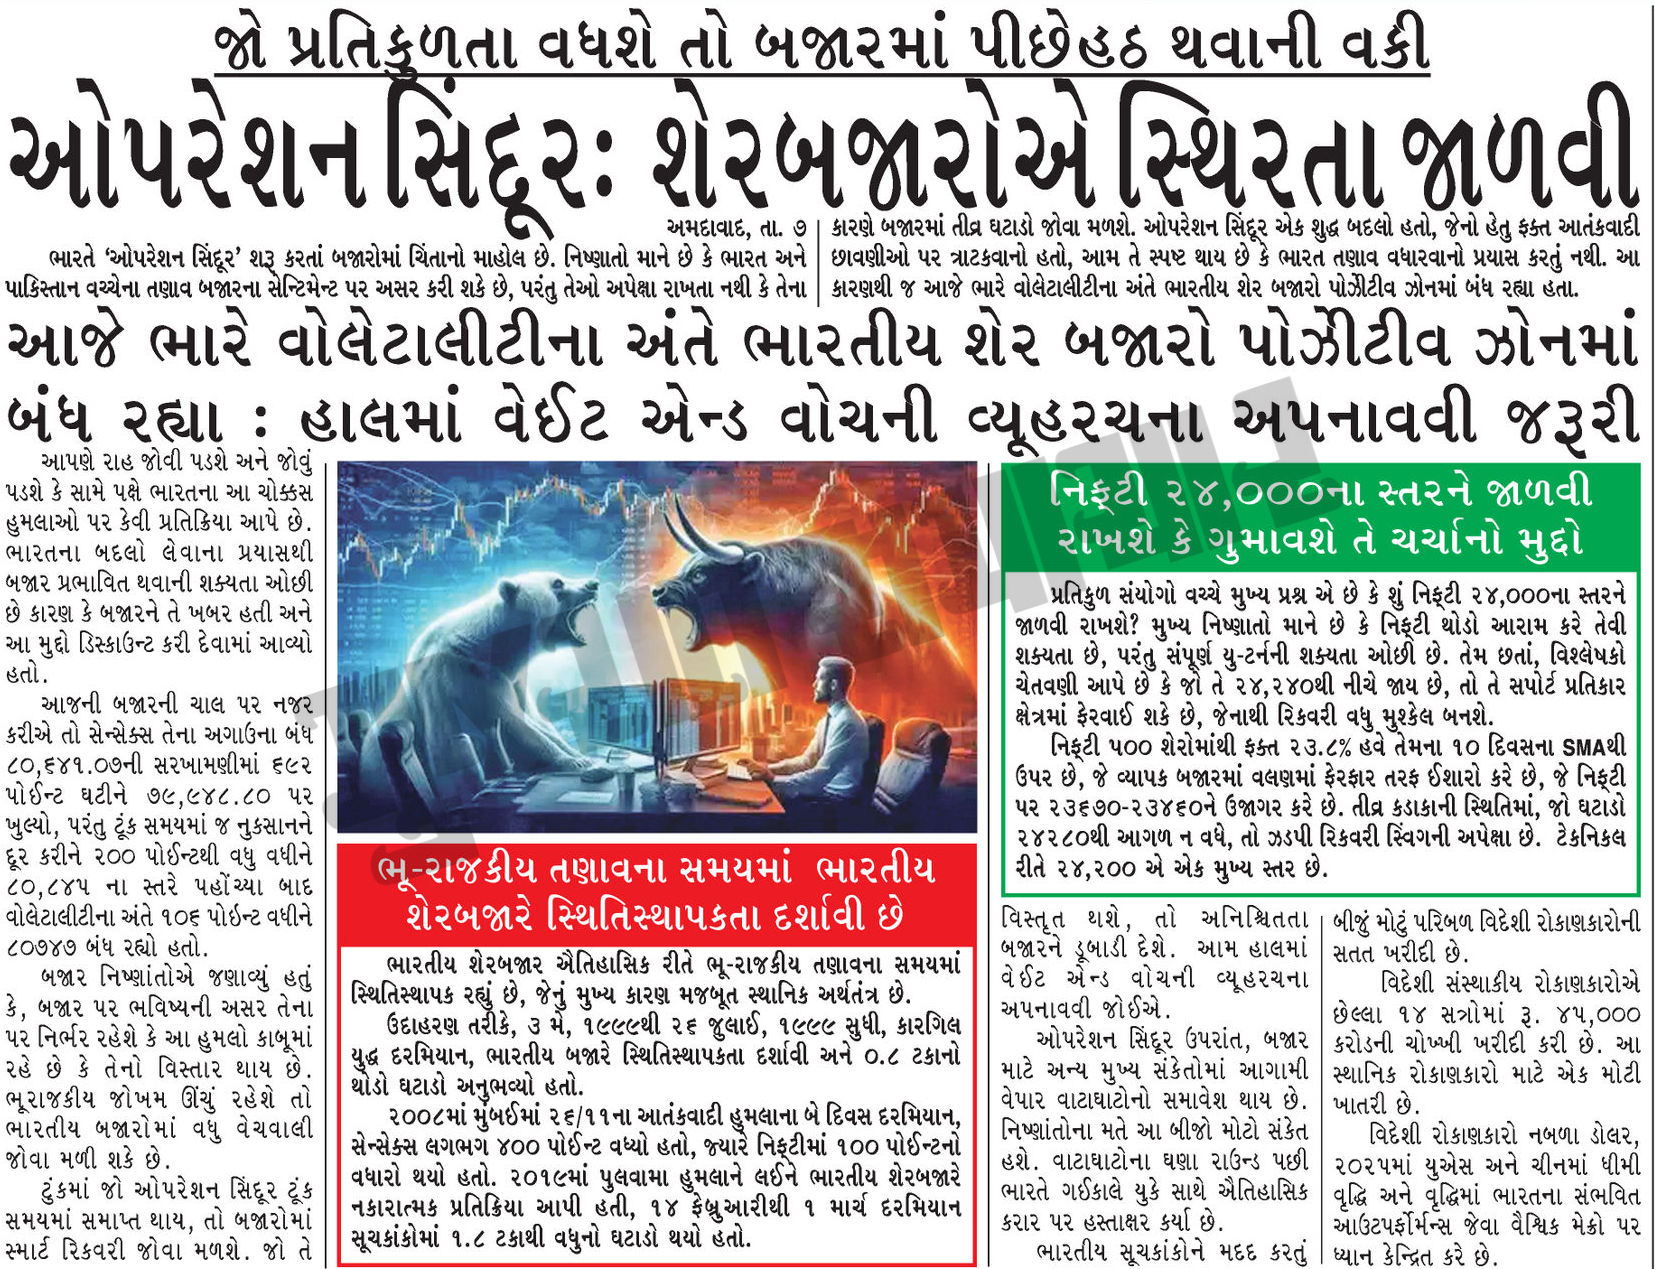 જો પ્રતિકુળતા વધશે તો બજારમાં પીછેહઠ થવાની વકી
ઓપરેશન સિંદૂરઃ શેરબજારોએ સ્થિરતા જાળવી
અમદાવાદ, તા. ૭
ભારતે ‘ઓપરેશન સિંદૂર’ શરૂ કરતાં બજારોમાં ચિંતાનો માહોલ છે. નિષ્ણાતો માને છે કે ભારત અને
પાકિસ્તાન વચ્ચેના તણાવ બજારના સેન્ટિમેન્ટ પર અસર કરી શકે છે, પરંતુ તેઓ અપેક્ષા રાખતા નથી કે તેના
કારણે બજારમાં તીવ્ર ઘટાડો જોવા મળશે. ઓપરેશન સિંદૂર એક શુદ્ધ બદલો હતો, જેનો હેતુ ફક્ત આતંકવાદી
છાવણીઓ પર ત્રાટકવાનો હતો, આમ તે સ્પષ્ટ થાય છે કે ભારત તણાવ વધારવાનો પ્રયાસ કરતું નથી. આ
કારણથી જ આજે ભારે વોલેટાલીટીના અંતે ભારતીય શેર બજારો પોઝીટીવ ઝોનમાં બંધ રહ્યા હતા.
આજે ભારે વોલેટાલીટીના અંતે ભારતીય શેર બજારો પોઝીટીવ ઝોનમાં
બંધ રહ્યા : હાલમાં વેઈટ એન્ડ વોચની વ્યૂહરચના અપનાવવી જરૂરી
આપણે રાહ જોવી પડશે અને જોવું
પડશે કે સામે પક્ષે ભારતના આ ચોક્કસ
હુમલાઓ પર કેવી પ્રતિક્રિયા આપે છે.
ભારતના બદલો લેવાના પ્રયાસથી
બજાર પ્રભાવિત થવાની શક્યતા ઓછી
છે કારણ કે બજારને તે ખબર હતી અને
આ મુદ્દો ડિસ્કાઉન્ટ કરી દેવામાં આવ્યો
હતો.
આજની બજારની ચાલ પર નજર
કરીએ તો સેન્સેક્સ તેના અગાઉના બંધ
૮૦,૬૪૧.૦૭ની સરખામણીમાં ૬૯૨
પોઈન્ટ ઘટીને ૭૯,૯૪૮.૮૦ પર
ખુલ્યો, પરંતુ ટૂંક સમયમાં જ નુકસાનને
દૂર કરીને ૨૦૦ પોઈન્ટથી વધુ વધીને
૮૦,૮૪૫ ના સ્તરે પહોંચ્યા બાદ
વોલેટાલીટીના અંતે ૧૦૬ પોઇન્ટ વધીને
૮૦૭૪૭ બંધ રહ્યો હતો.
બજાર નિષ્ણાંતોએ જણાવ્યું હતું
કે, બજાર પર ભવિષ્યની અસર તેના
પર નિર્ભર રહેશે કે આ હુમલો કાબૂમાં
રહે છે કે તેનો વિસ્તાર થાય છે.
ભૂરાજકીય જોખમ ઊંચું રહેશે તો
ભારતીય બજારોમાં વધુ વેચવાલી
જોવા મળી શકે છે.
ટુંકમાં જો ઓપરેશન સિંદૂર ટૂંક
સમયમાં સમાપ્ત થાય, તો બજારોમાં
સ્માર્ટ રિકવરી જોવા મળશે. જો તે
ભૂ-રાજકીય તણાવના સમયમાં ભારતીય
શેરબજારે સ્થિતિસ્થાપકતા દર્શાવી છે
ભારતીય શેરબજાર ઐતિહાસિક રીતે ભૂ-રાજકીય તણાવના સમયમાં
સ્થિતિસ્થાપક રહ્યું છે, જેનું મુખ્ય કારણ મજબૂત સ્થાનિક અર્થતંત્ર છે.
ઉદાહરણ તરીકે, ૩ મે, ૧૯૯૯થી ૨૬ જુલાઈ, ૧૯૯૯ સુધી, કારગિલ
યુદ્ધ દરમિયાન, ભારતીય બજારે સ્થિતિસ્થાપકતા દર્શાવી અને ૦.૮ ટકાનો
થોડો ઘટાડો અનુભવ્યો હતો.
૨૦૦૮માં મુંબઈમાં ૨૬/૧૧ના આતંકવાદી હુમલાના બે દિવસ દરમિયાન,
સેન્સેક્સ લગભગ ૪૦૦ પોઈન્ટ વધ્યો હતો, જ્યારે નિફ્ટીમાં ૧૦૦ પોઈન્ટનો
વધારો થયો હતો. ૨૦૧૯માં પુલવામા હુમલાને લઈને ભારતીય શેરબજારે
નકારાત્મક પ્રતિક્રિયા આપી હતી, ૧૪ ફેબ્રુઆરીથી ૧ માર્ચ દરમિયાન
સૂચકાંકોમાં ૧.૮ ટકાથી વધુનો ઘટાડો થયો હતો.
નિફ્ટી ૨૪,૦૦૦ના સ્તરને જાળવી
રાખશે કે ગુમાવશે તે ચર્ચાનો મુદ્દો
પ્રતિકુળ સંયોગો વચ્ચે મુખ્ય પ્રશ્ન એ છે કે શું નિફ્ટી ૨૪,૦૦૦ના સ્તરને
જાળવી રાખશે? મુખ્ય નિષ્ણાતો માને છે કે નિફ્ટી થોડો આરામ કરે તેવી
શક્યતા છે, પરંતુ સંપૂર્ણ યુ-ટર્નની શક્યતા ઓછી છે. તેમ છતાં, વિશ્લેષકો
ચેતવણી આપે છે કે જો તે ૨૪,૨૪૦થી નીચે જાય છે, તો તે સપોર્ટ પ્રતિકાર
ક્ષેત્રમાં ફેરવાઈ શકે છે, જેનાથી રિકવરી વધુ મુશ્કેલ બનશે.
નિફ્ટી ૫૦૦ શેરોમાંથી ફક્ત ૨૩.૮% હવે તેમના ૧૦ દિવસના SMAથી
ઉપર છે, જે વ્યાપક બજારમાં વલણમાં ફેરફાર તરફ ઈશારો કરે છે, જે નિફ્ટી
પર ૨૩૬૭૦-૨૩૪૬૦ને ઉજાગર કરે છે. તીવ્ર કડાકાની સ્થિતિમાં, જો ઘટાડો
૨૪૨૮૦થી આગળ ન વધે, તો ઝડપી રિકવરી સ્વિંગની અપેક્ષા છે. ટેકનિકલ
રીતે ૨૪,૨૦૦ એ એક મુખ્ય સ્તર છે.
વિસ્તૃત થશે, તો અનિશ્ચિતતા
બજારને ડૂબાડી દેશે. આમ હાલમાં
વેઈટ એન્ડ વોચની વ્યૂહરચના
અપનાવવી જોઈએ.
ઓપરેશન સિંદૂર ઉપરાંત, બજાર
માટે અન્ય મુખ્ય સંકેતોમાં આગામી
વેપાર વાટાઘાટોનો સમાવેશ થાય છે.
નિષ્ણાંતોના મતે આ બીજો મોટો સંકેત
હશે. વાટાઘાટોના ઘણા રાઉન્ડ પછી
ભારતે ગઈકાલે યુકે સાથે ઐતિહાસિક
કરાર પર હસ્તાક્ષર કર્યા છે.
ભારતીય સૂચકાંકોને મદદ કરતું
બીજું મોટું પરિબળ વિદેશી રોકાણકારોની
સતત ખરીદી છે.
વિદેશી સંસ્થાકીય રોકાણકારોએ
છેલ્લા ૧૪ સત્રોમાં રૂ. ૪૫,૦૦૦
કરોડની ચોખ્ખી ખરીદી કરી છે. આ
સ્થાનિક રોકાણકારો માટે એક મોટી
ખાતરી છે.
વિદેશી રોકાણકારો નબળા ડોલર,
૨૦૨૫માં યુએસ અને ચીનમાં ધીમી
વૃદ્ધિ અને વૃદ્ધિમાં ભારતના સંભવિત
આઉટપર્ફોર્મન્સ જેવા વૈશ્વિક મેક્રો પર
ધ્યાન કેન્દ્રિત કરે છે.